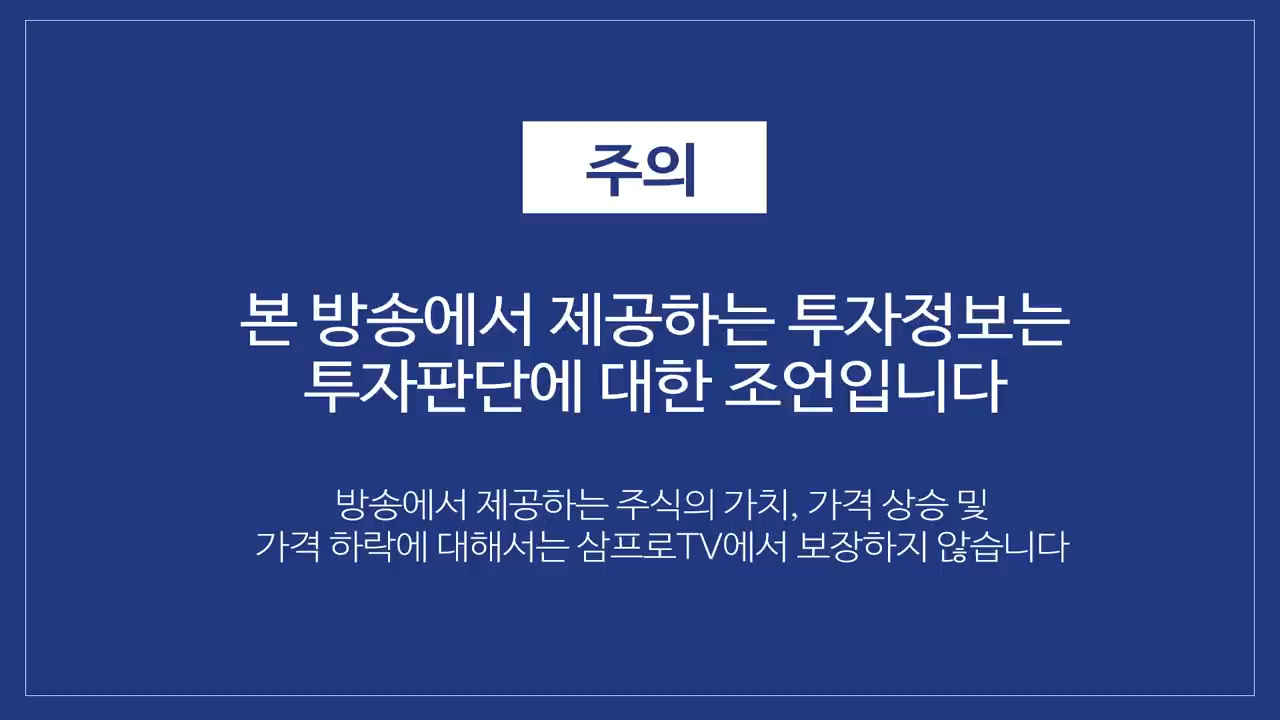 주의
본 방송에서 제공하는 투자정보는
투자판단에 대한 조언입니다
방송에서 제공하는 주식의 가치, 가격 상승 및
가격 하락에 대해서는 삼프로TV에서 보장하지 않습니다